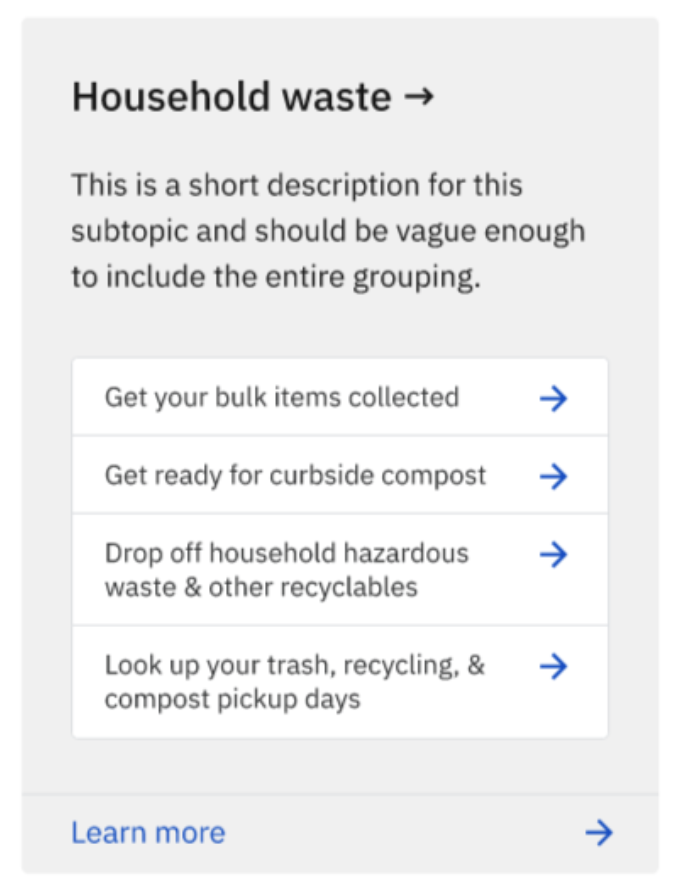 Household waste →
This is a short description for this
subtopic and should be vague enough
to include the entire grouping.
Get your bulk items collected
Get ready for curbside compost
Drop off household hazardous
waste & other recyclables
Look up your trash, recycling, &
compost pickup days
Learn more